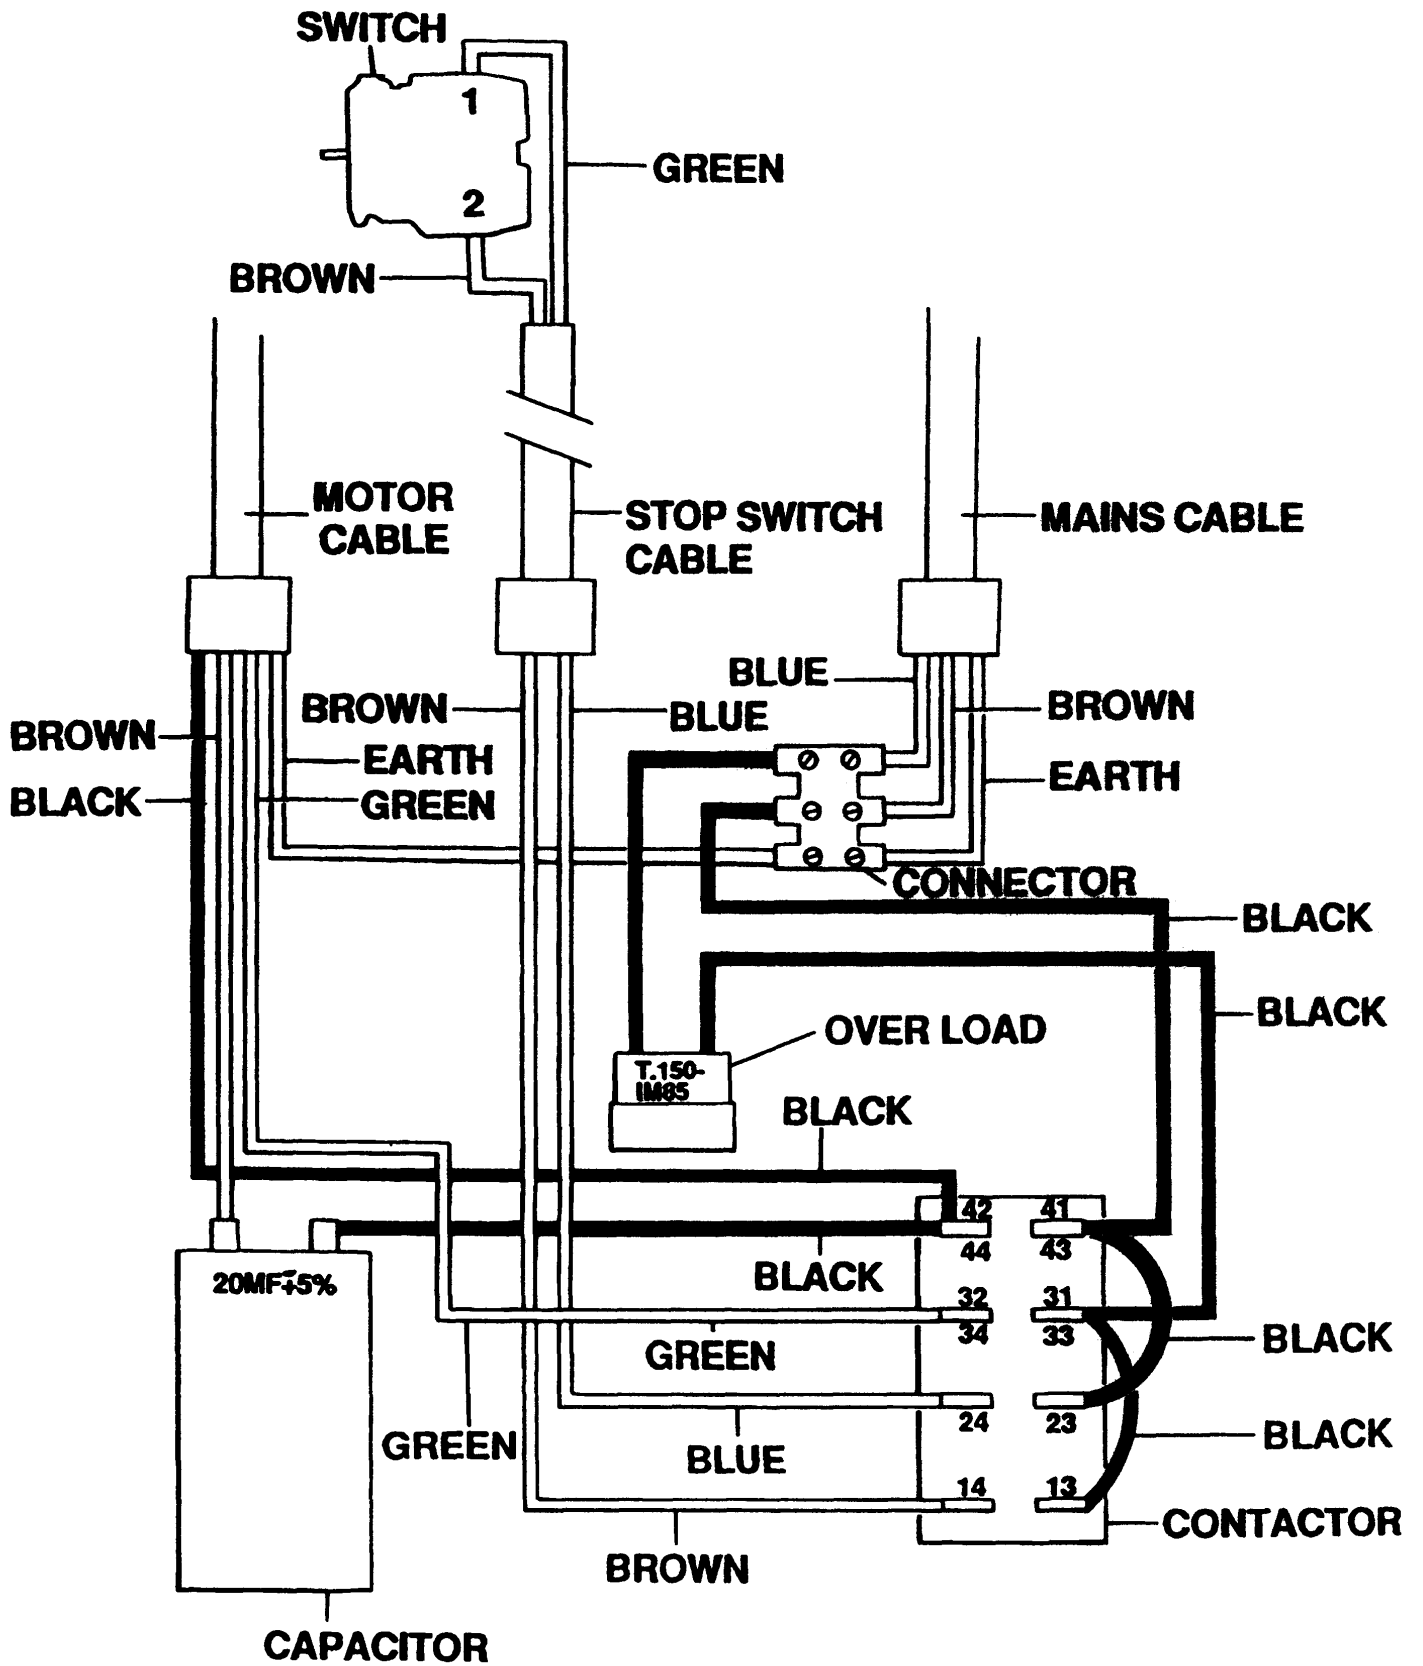 SWITCH
1
GREEN
2
BROWN
MOTOR
CABLE
STOP SWITCH
CABLE
MAINS CABLE
BLUE
BROWN
BLUE
BROWN
BROWN
EARTH
EARTH
BLACK
GREEN
CONNECTOR
BLACK
BLACK
OVER LOAD
T.150-
IM85
BLACK
42 41
44 43
BLACK
20MF±5%
32 31
34 33
BLACK
GREEN
24 23
BLACK
GREEN
BLUE
14 13
CONTACTOR
BROWN
CAPACITOR